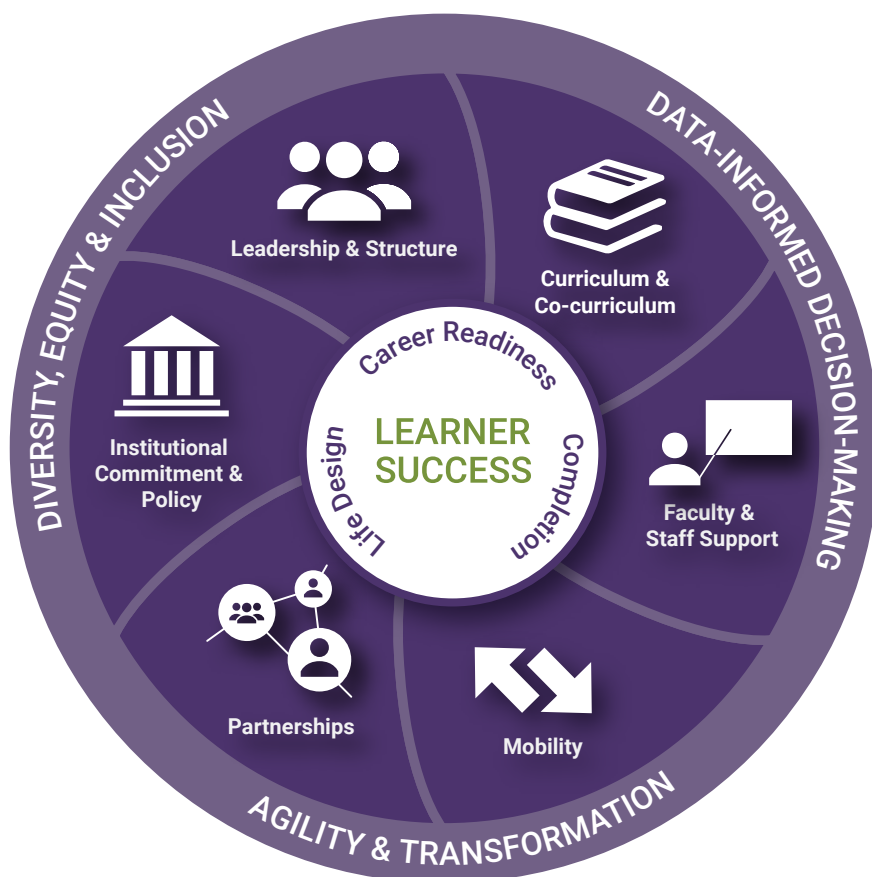 DIVERSITY, EQUITY & INCLUSION
DATA-INFORMED DECISION-MAKING
AGILITY & TRANSFORMATION
Leadership & Structure
Curriculum &
Co-curriculum
Faculty &
Staff Support
Mobility
Partnerships
Institutional
Commitment &
Policy
Career Readiness
Completion
Life Design
LEARNER
SUCCESS